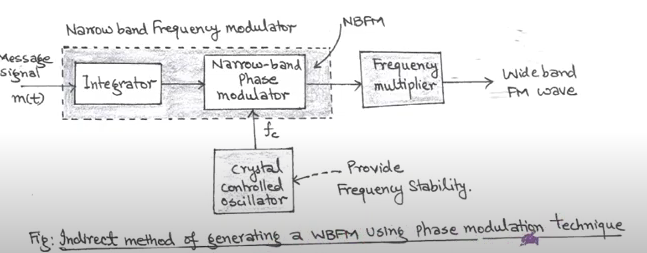 Narrow band Frequency modulator
NBFM
Message
signal
m(t)
Integrator
Narrow-band
Phase
modulator
Frequency
multiplier
Wideband
FM wave
fc
crystal
controlled
oscillator
Provide
Frequency Stability.
Fig: Indirect method of generating a WBFM using phase modulation technique